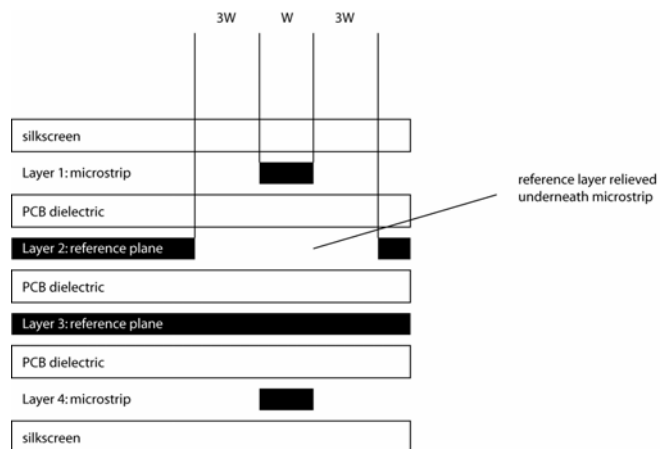 3W W 3W
silkscreen
Layer 1: microstrip
reference layer relieved
underneath microstrip
PCB dielectric
Layer 2: reference plane
PCB dielectric
Layer 3: reference plane
PCB dielectric
Layer 4: microstrip
silkscreen